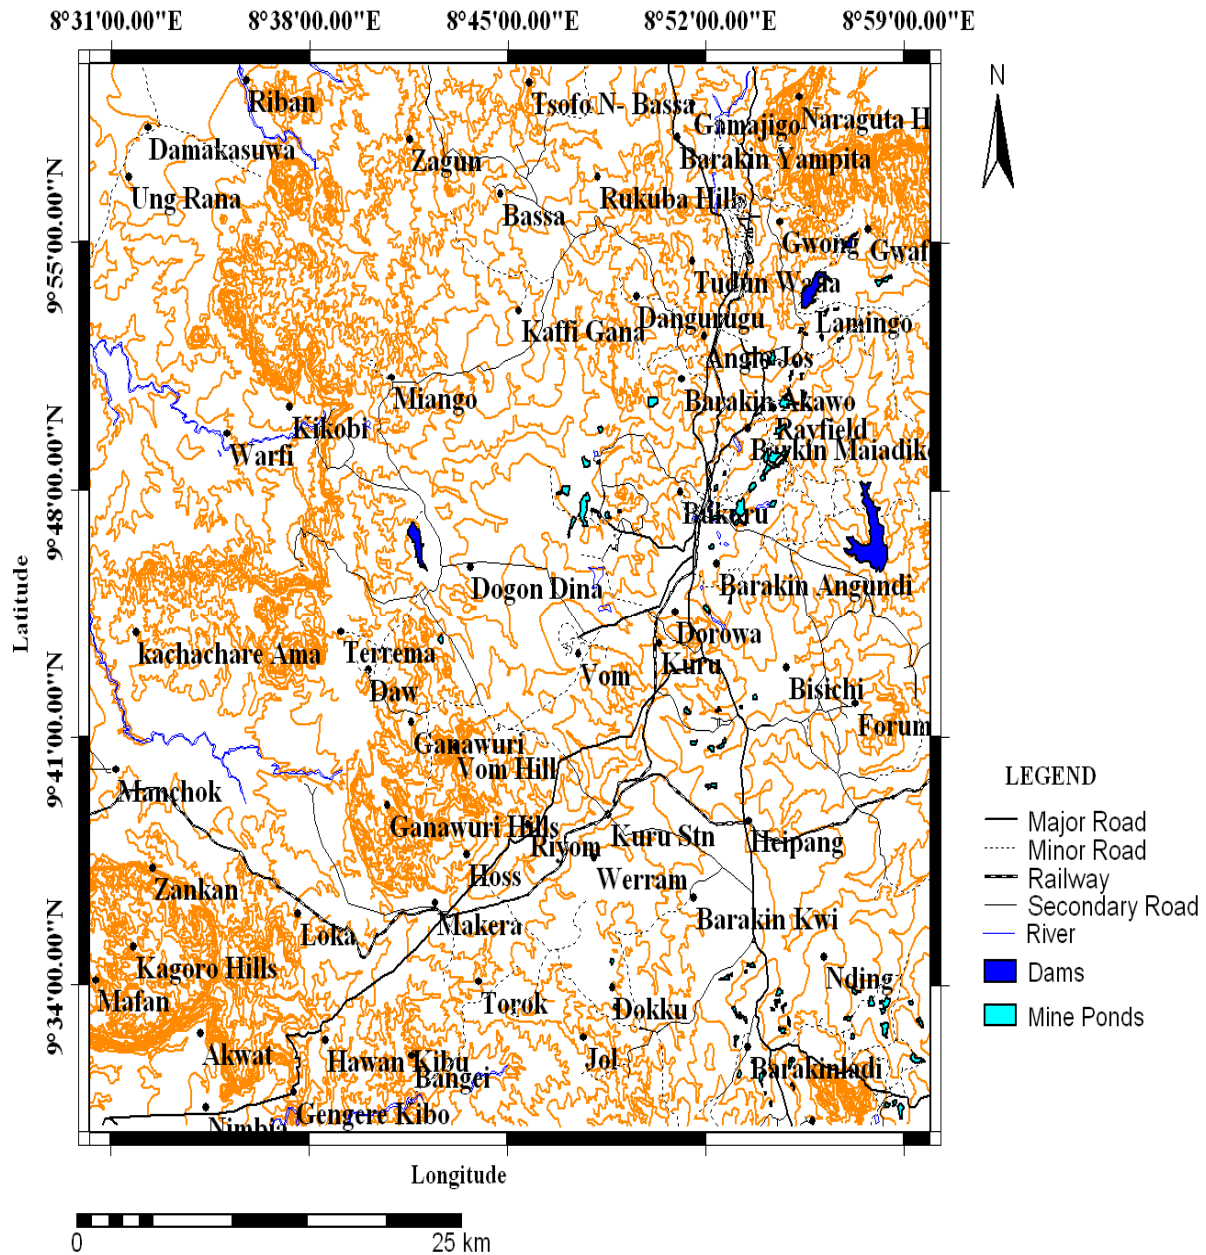 8°31'00.00"E 8°38'00.00"E 8°45'00.00"E 8°52'00.00"E 8°59'00.00"E
N
Riban
Tsofo N- Bassa
Gamajigo
Naraguta H
Damakasuwa
Zagun
Barakin Yampita
Ung Rana
Bassa
Rukuba Hills
9°55'00.00"N
Gwong
Gwaf
Tudun Wada
Kaffi Gana
Dangurugu
Lamingo
Anglo Jos
Miango
Barakin Akawo
Kikobi
Rayfield
Warfi
Barkin Maiadiko
9°48'00.00"N
Bukuru
Dogon Dina
Barakin Angundi
Latitude
kachachare Ama
Terrema
Dorowa
Daw
Vom
Kuru
Bisichi
Forum
9°41'00.00"N
Ganawuri
Vom Hill
Manchok
LEGEND
Ganawuri Hills
Riyom
Kuru Stn
Heipang
Major Road
Minor Road
Hoss
Werram
Railway
Zankan
Secondary Road
Makera
Barakin Kwi
Loka
River
9°34'00.00"N
Kagoro Hills
Nding
Dams
Mafan
Torok
Dokku
Mine Ponds
Akwat
Hawan Kibu
Jol
Barakinladi
Bangei
Gengere Kibo
Nimbia
Longitude
0 25 km